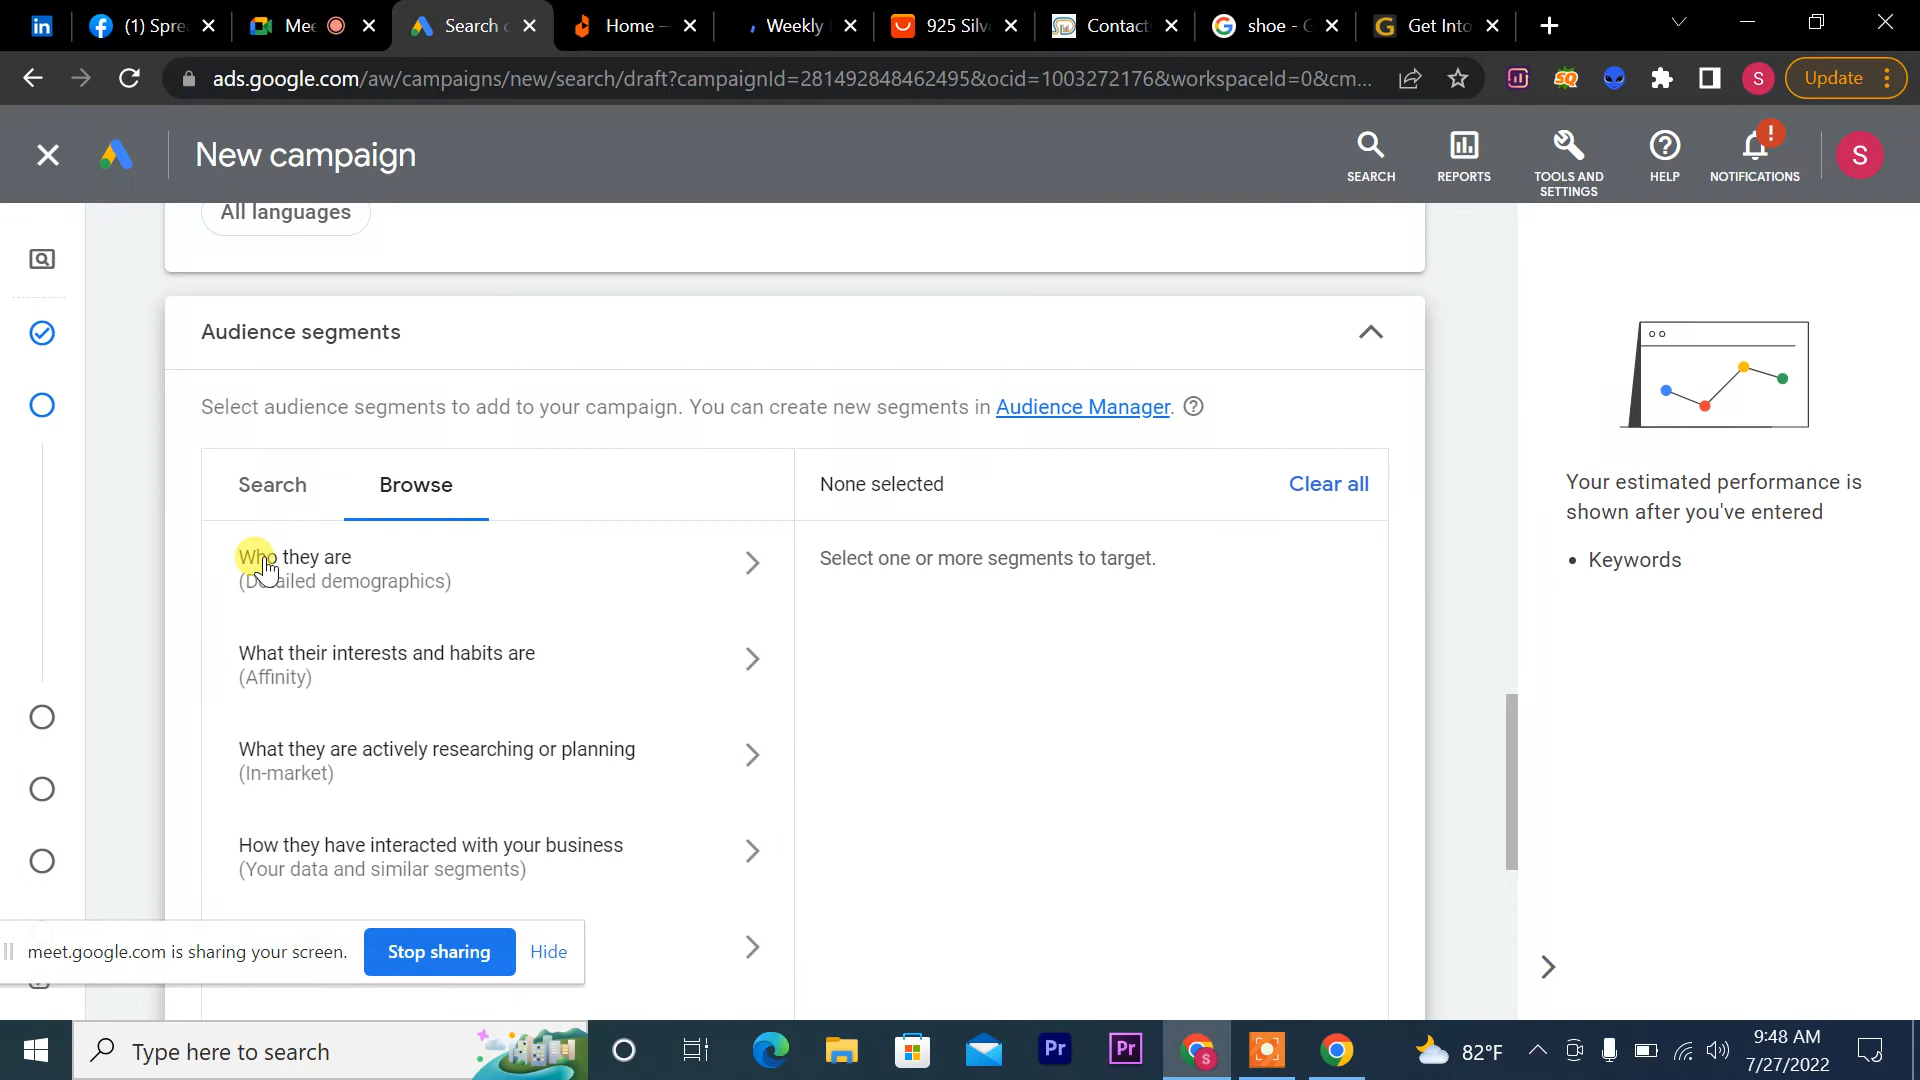 (1) Spre
Mee
Search c
Home –
Weekly
925 Silv
Contact
shoe - G
Get Into
ads.google.com/aw/campaigns/new/search/draft?campaignId=281492848462495&ocid=1003272176&workspaceId=0&cm...
S
Update
New campaign
SEARCH
REPORTS
TOOLS AND
SETTINGS
HELP
NOTIFICATIONS
S
All languages
Audience segments
Select audience segments to add to your campaign. You can create new segments in Audience Manager.
Search
Browse
None selected
Clear all
Who they are
(Detailed demographics)
Select one or more segments to target.
What their interests and habits are
(Affinity)
What they are actively researching or planning
(In-market)
How they have interacted with your business
(Your data and similar segments)
Your estimated performance is
shown after you've entered
• Keywords
meet.google.com is sharing your screen.
Stop sharing
Hide
Type here to search
Pr
Pr
82°F
9:48 AM
7/27/2022